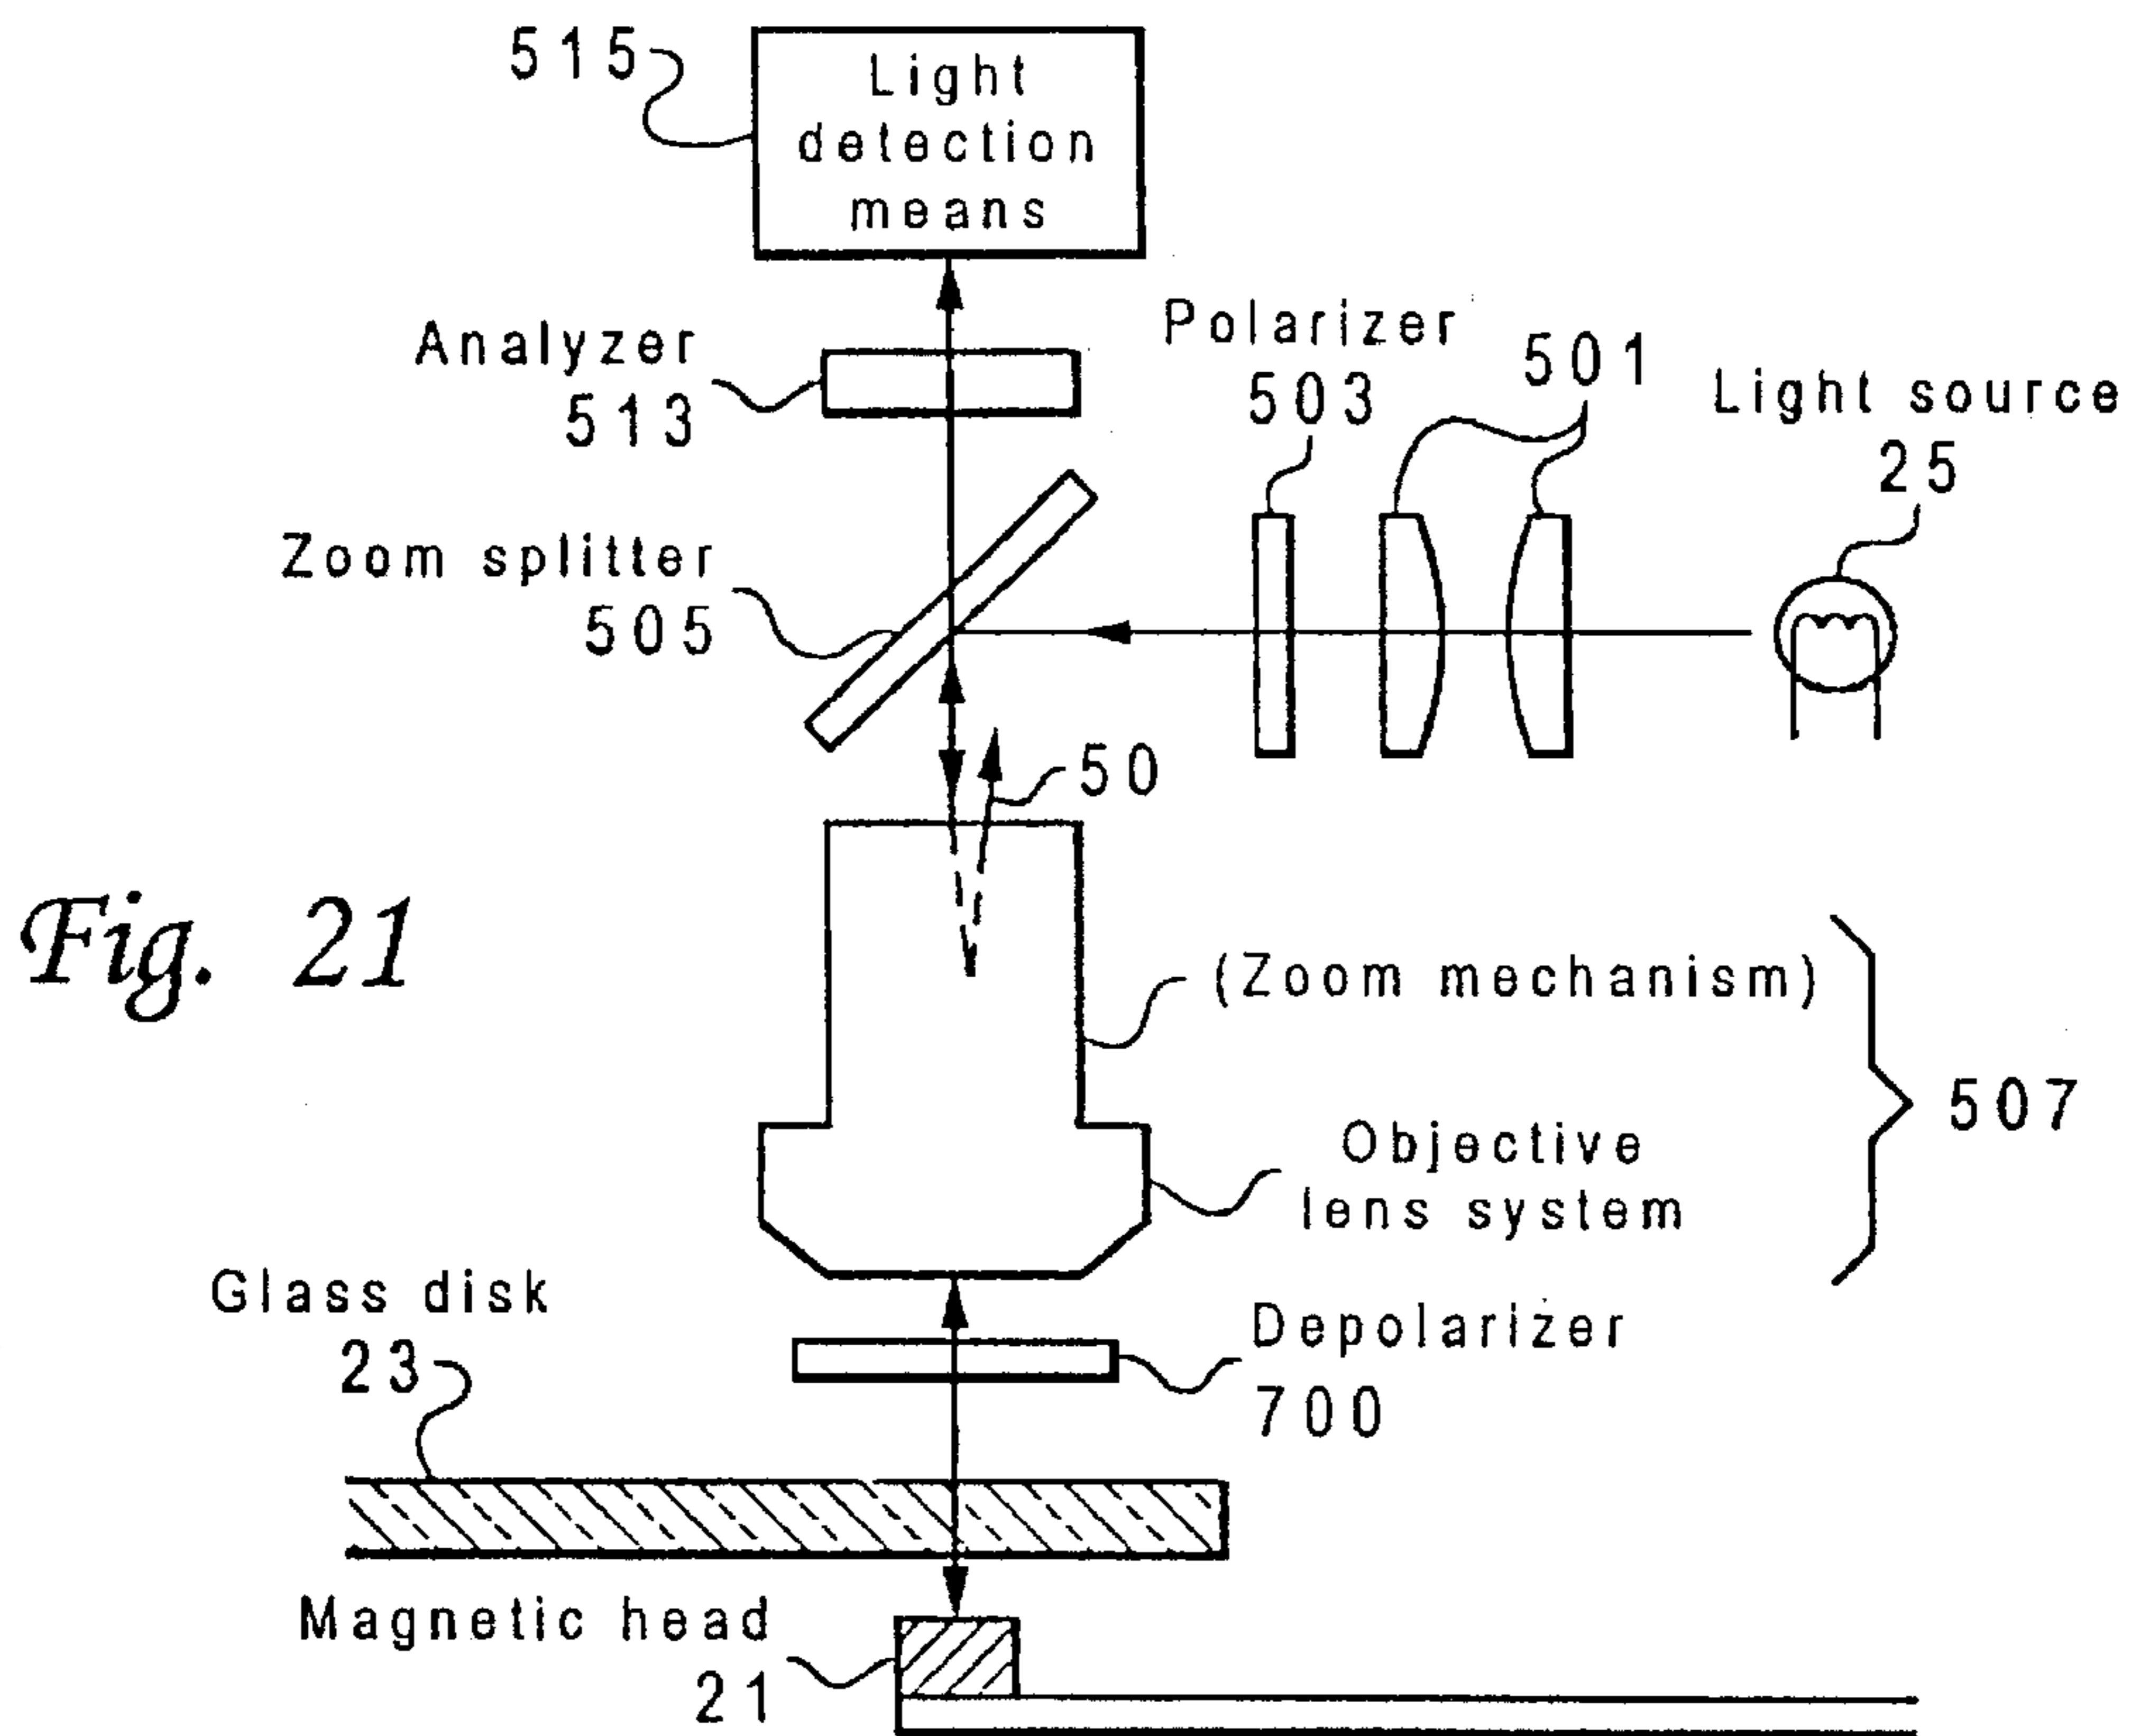 515
Light
detection
means
Analyzer
513
Polarizer
503
501
Light source
25
Zoom splitter
505
50
Fig. 21
(Zoom mechanism)
507
Objective
lens system
Glass disk
23
Depolarizer
700
Magnetic head
21